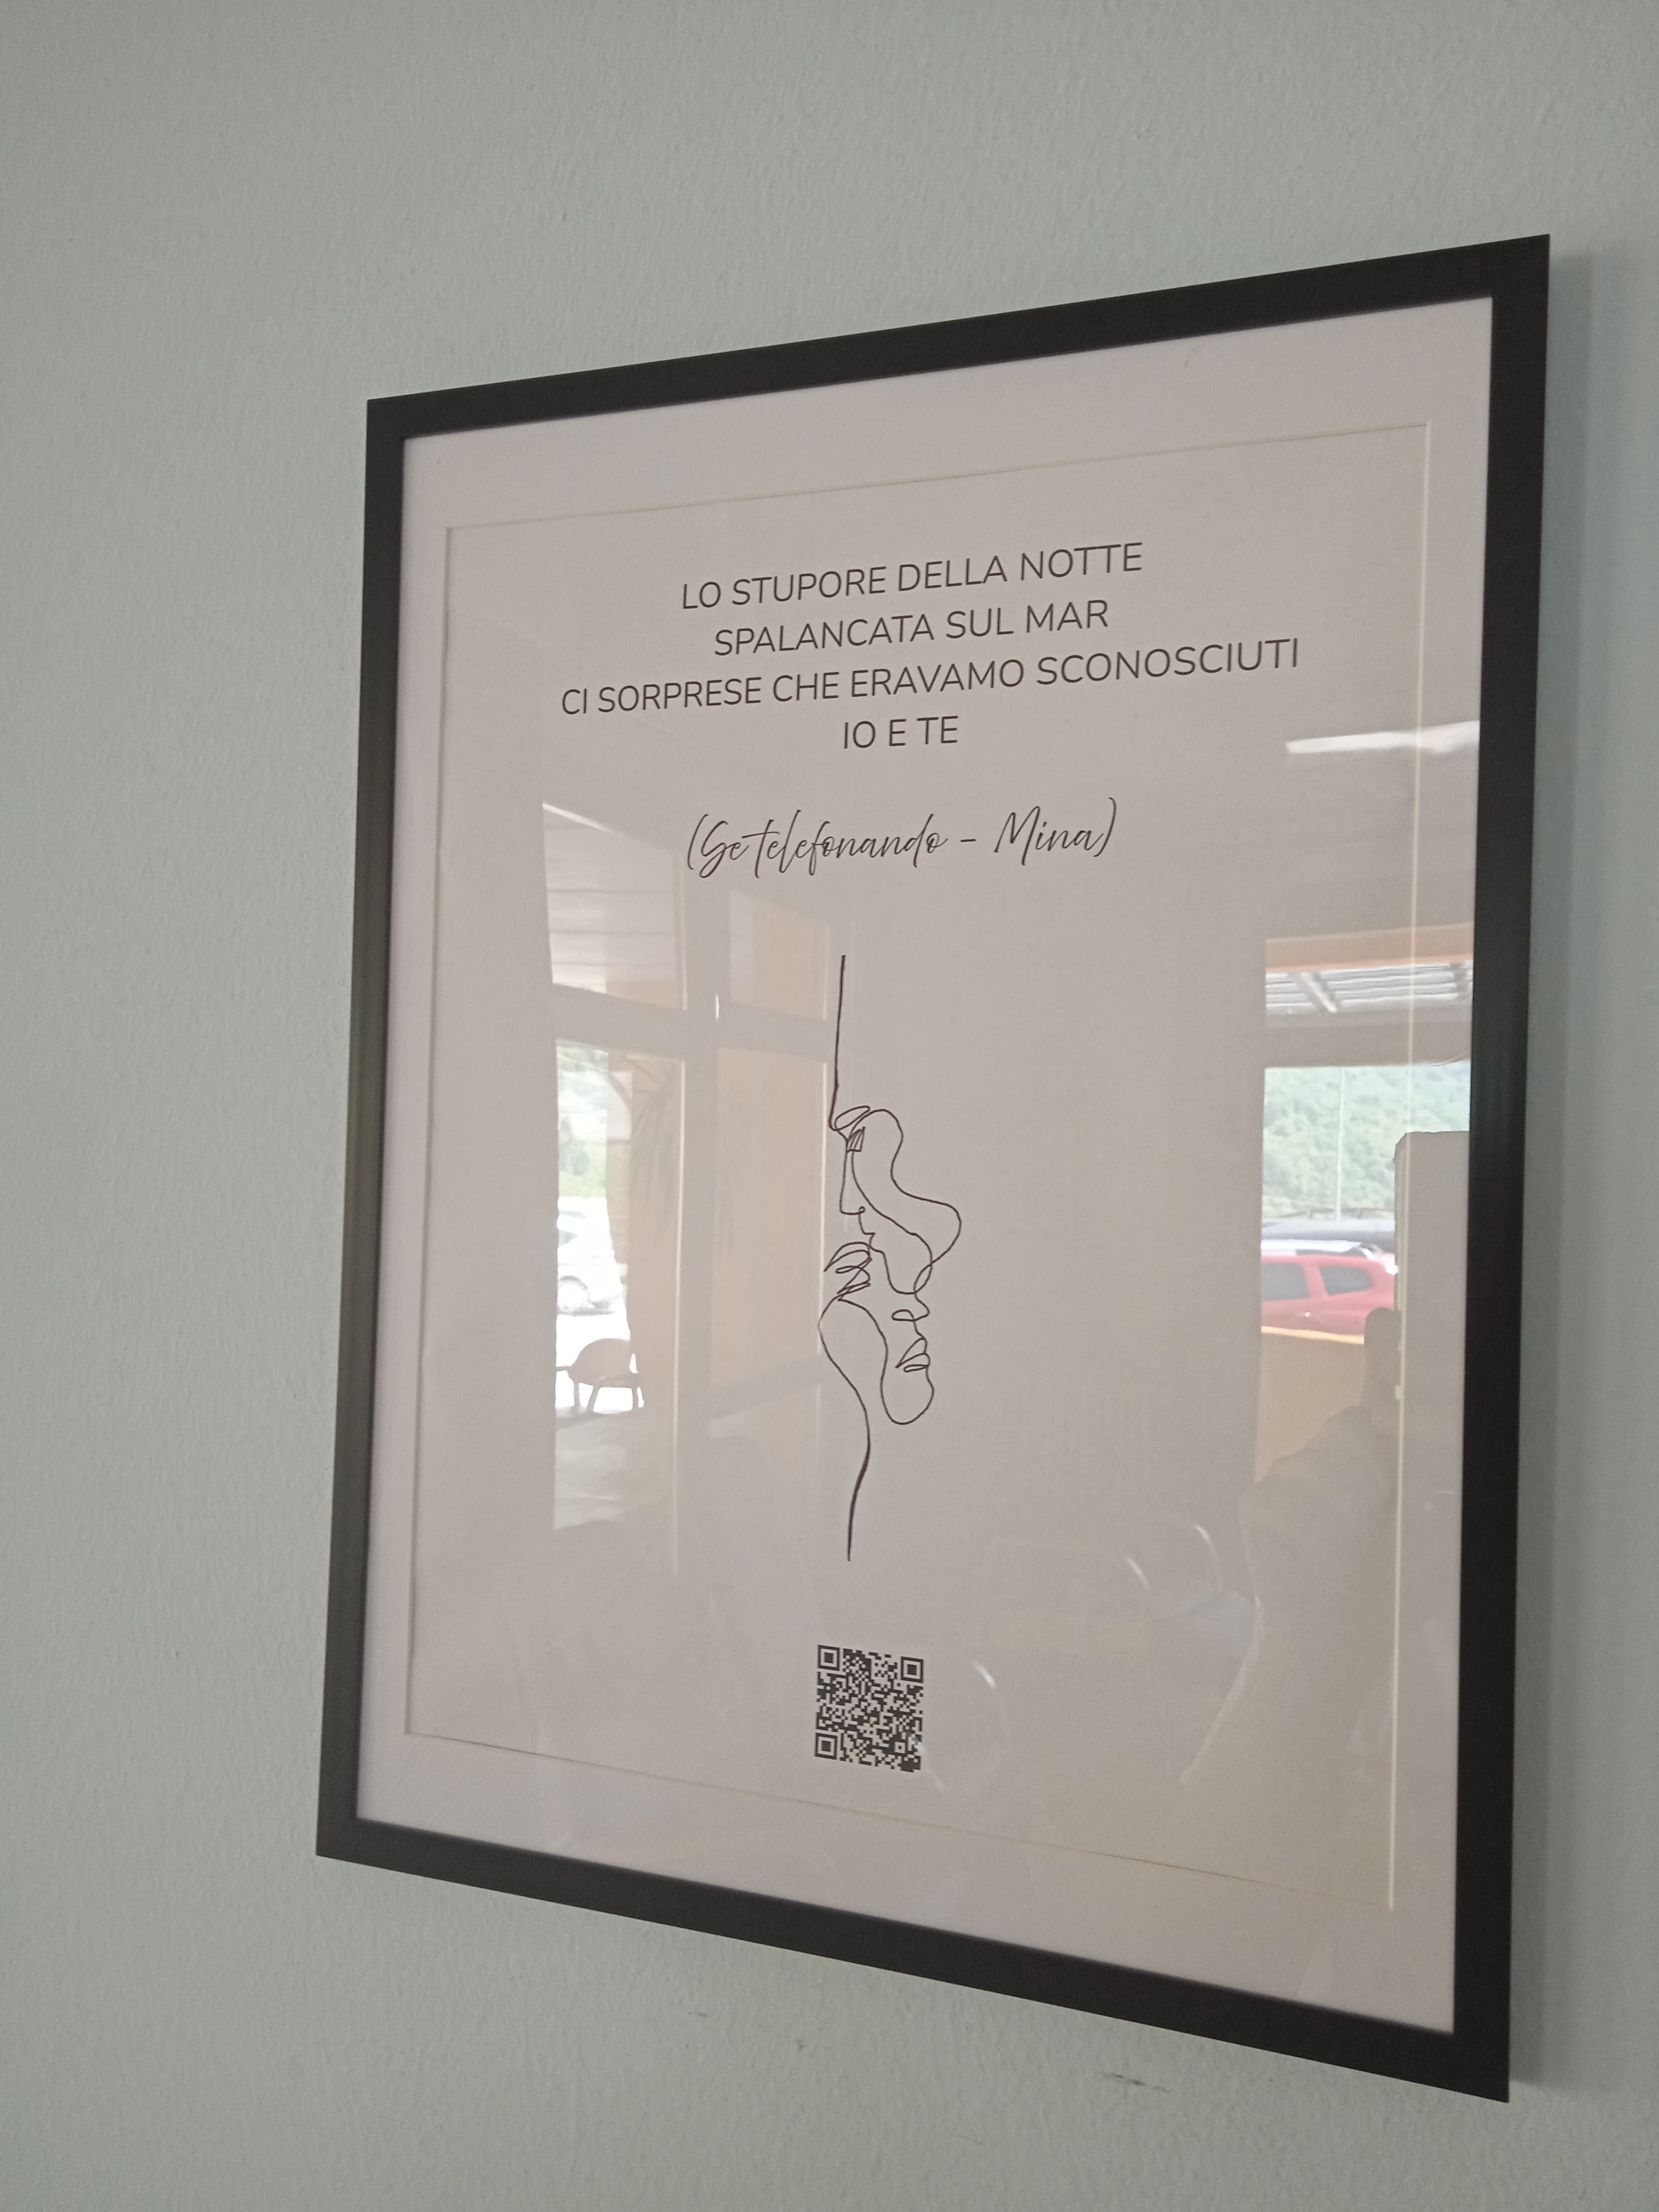 LO STUPORE DELLA NOTTE
SPALANCATA SUL MAR
CI SORPRESE CHE ERAVAMO SCONOSCIUTI
IO E TE
(Se telefonando - Mina)